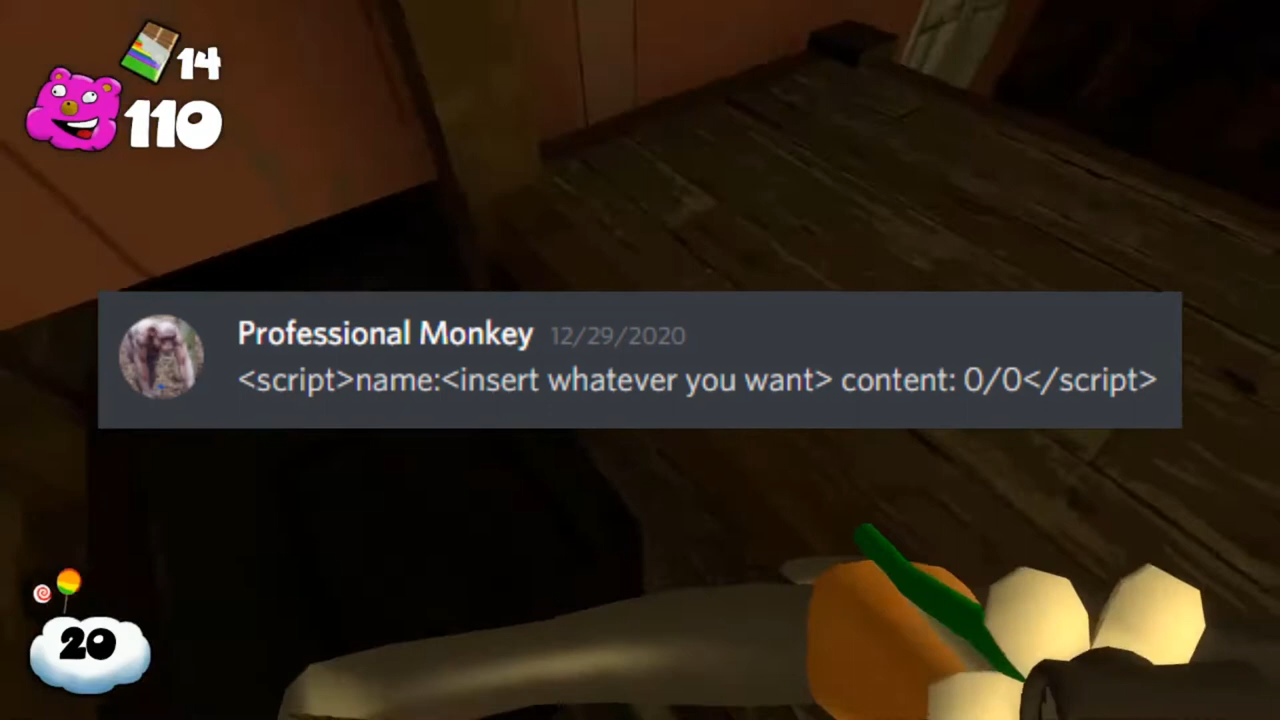 14
110
Professional Monkey 12/29/2020
<script>name:<insert whatever you want> content: 0/0</script>
20